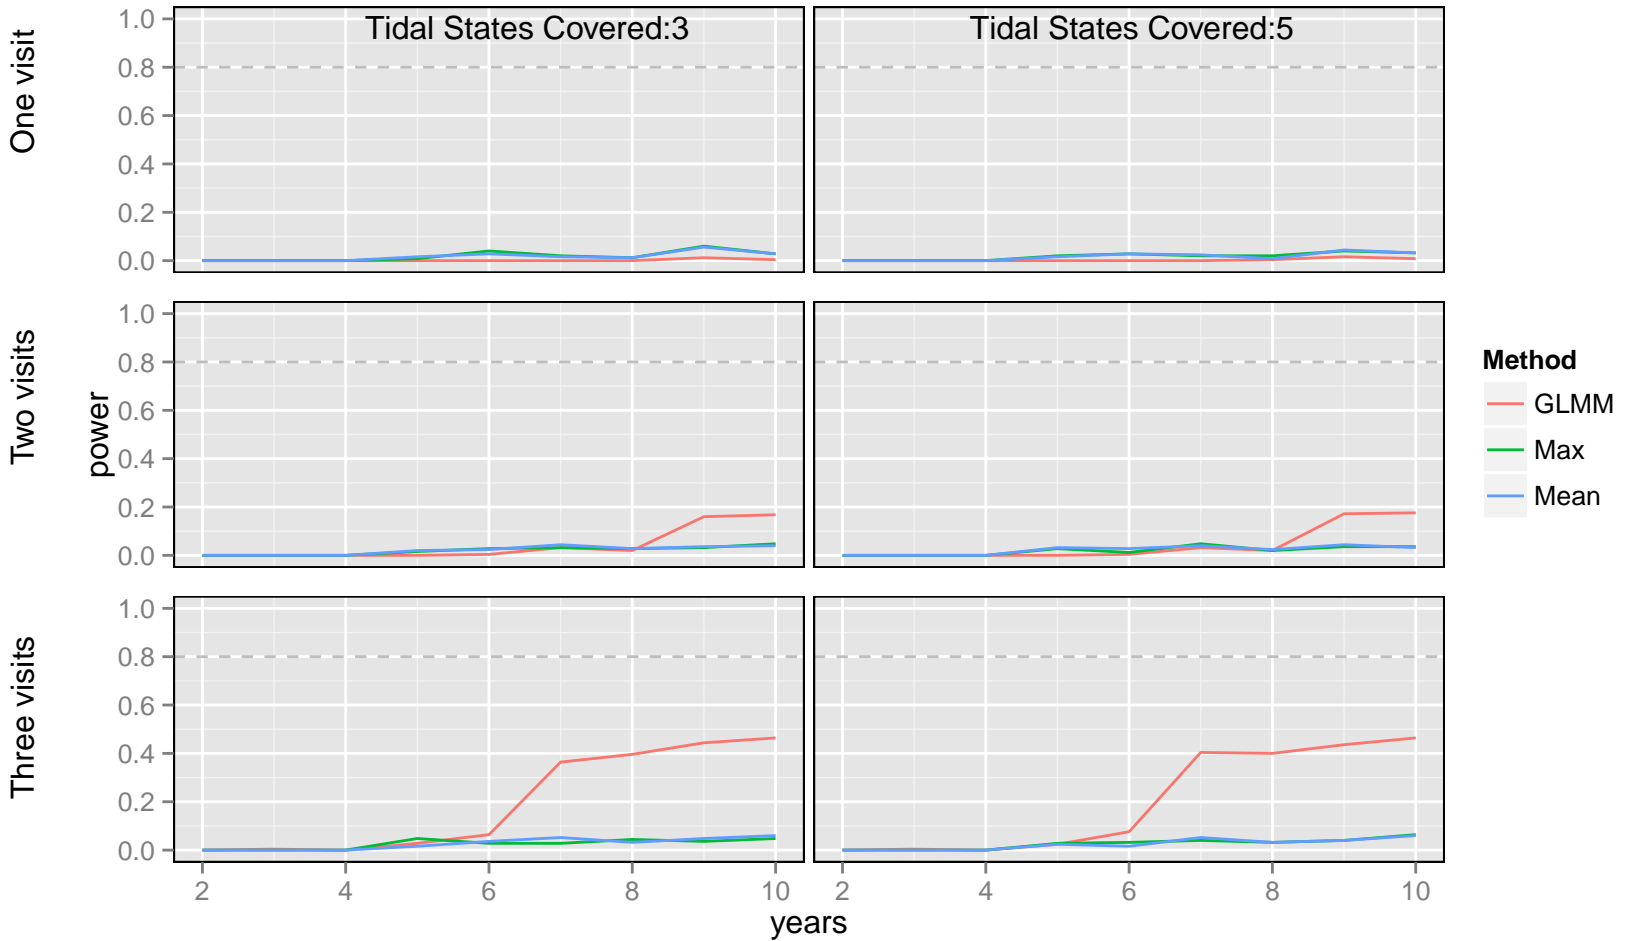 Tidal States Covered:3
Tidal States Covered:5
One visit
1.0
0.8
0.6
0.4
0.2
0.0
Two visits
1.0
0.8
0.6
0.4
0.2
0.0
power
Three visits
1.0
0.8
0.6
0.4
0.2
0.0
2 4 6 8 10
2 4 6 8 10
years
Method
GLMM
Max
Mean